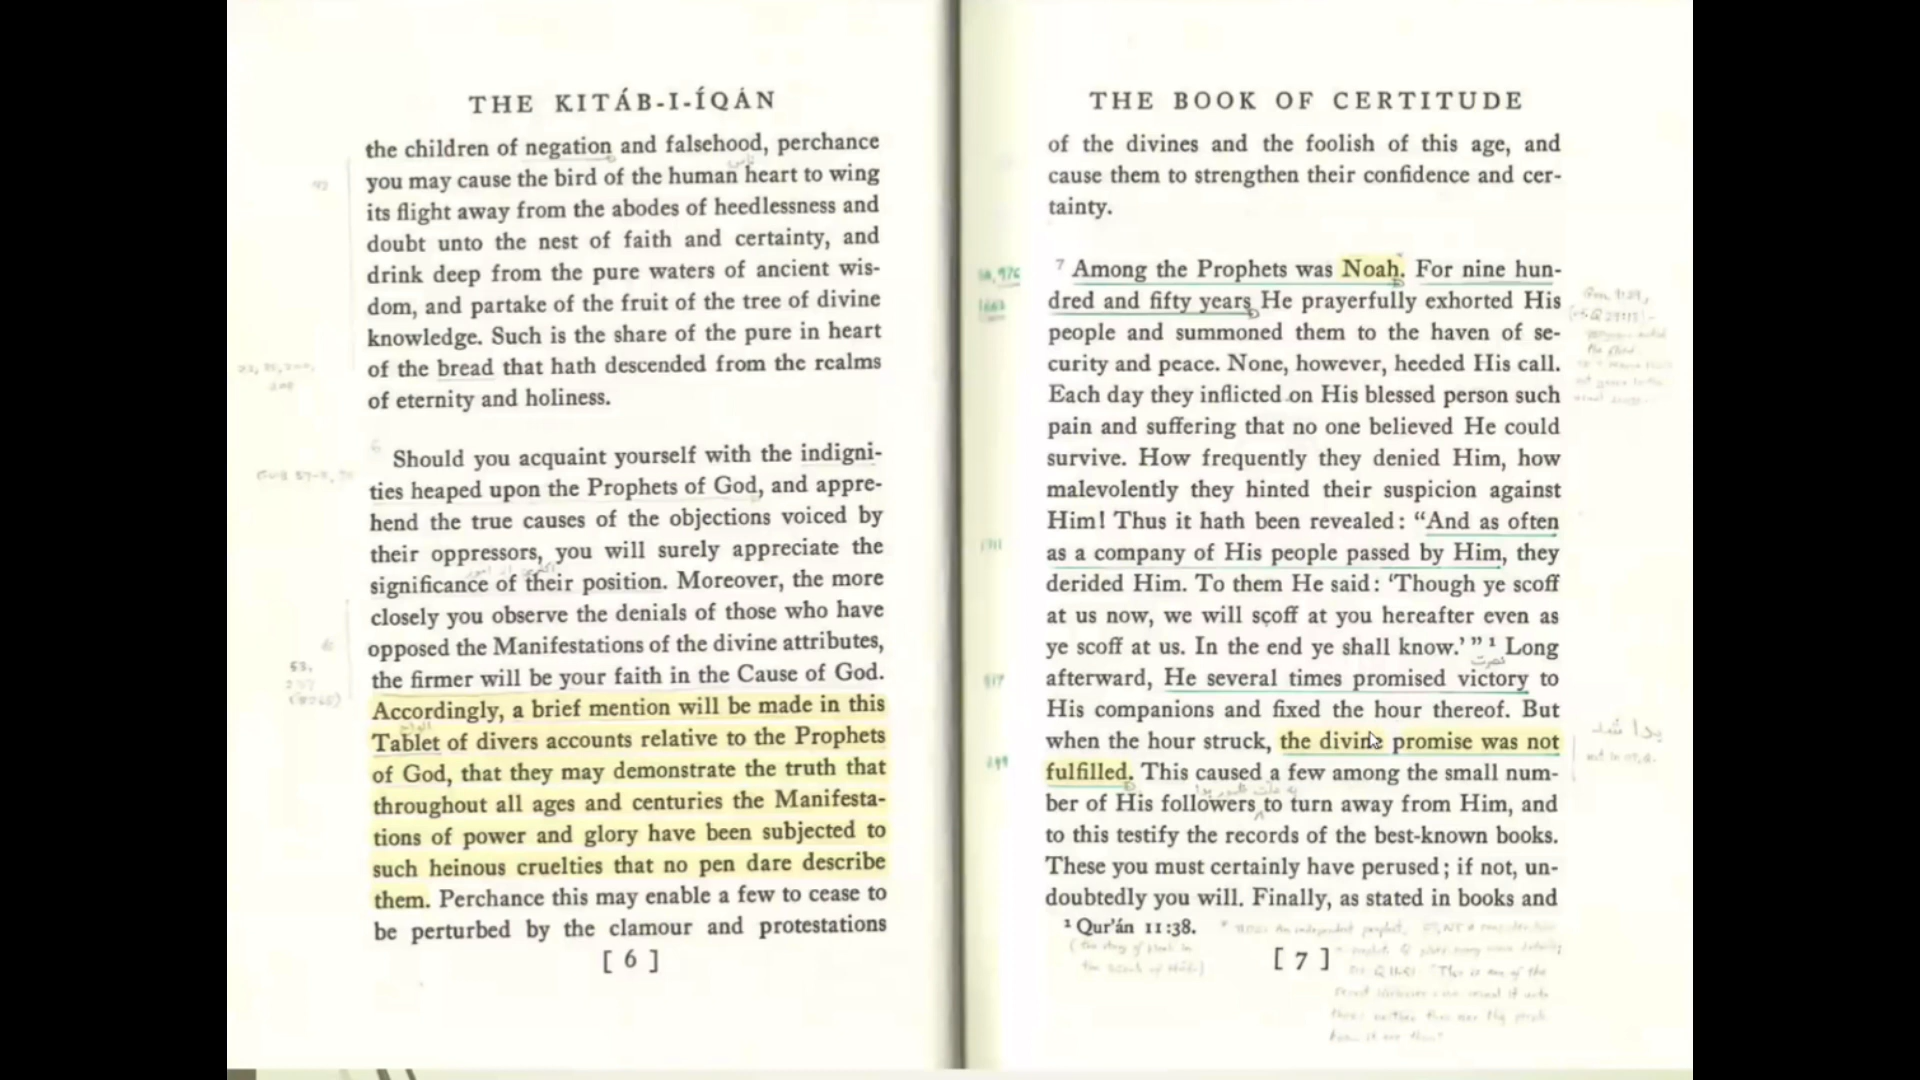 THE KITÁB-I-ÍQÁN
the children of negation and falsehood, perchance
you may cause the bird of the human heart to wing
its flight away from the abodes of heedlessness and
doubt unto the nest of faith and certainty, and
drink deep from the pure waters of ancient wis-
dom, and partake of the fruit of the tree of divine
knowledge. Such is the share of the pure in heart
of the bread that hath descended from the realms
of eternity and holiness.
6
Should you acquaint yourself with the indigni-
ties heaped upon the Prophets of God, and appre-
hend the true causes of the objections voiced by
their oppressors, you will surely appreciate the
significance of their position. Moreover, the more
closely you observe the denials of those who have
opposed the Manifestations of the divine attributes,
the firmer will be your faith in the Cause of God.
Accordingly, a brief mention will be made in this
Tablet of divers accounts relative to the Prophets
of God, that they may demonstrate the truth that
throughout all ages and centuries the Manifesta-
tions of power and glory have been subjected to
such heinous cruelties that no pen dare describe
them. Perchance this may enable a few to cease to
be perturbed by the clamour and protestations
[ 6 ]
THE BOOK OF CERTITUDE
of the divines and the foolish of this age, and
cause them to strengthen their confidence and cer-
tainty.
7 Among the Prophets was Noah. For nine hun-
dred and fifty years He prayerfully exhorted His
people and summoned them to the haven of se-
curity and peace. None, however, heeded His call.
Each day they inflicted on His blessed person such
pain and suffering that no one believed He could
survive. How frequently they denied Him, how
malevolently they hinted their suspicion against
Him! Thus it hath been revealed: “And as often
as a company of His people passed by Him, they
derided Him. To them He said: ‘Though ye scoff
at us now, we will scoff at you hereafter even as
ye scoff at us. In the end ye shall know.’”¹ Long
afterward, He several times promised victory to
His companions and fixed the hour thereof. But
when the hour struck, the divine promise was not
fulfilled. This caused a few among the small num-
ber of His followers to turn away from Him, and
to this testify the records of the best-known books.
These you must certainly have perused; if not, un-
doubtedly you will. Finally, as stated in books and
¹ Qur’án 11:38.
[ 7 ]
بدا شد